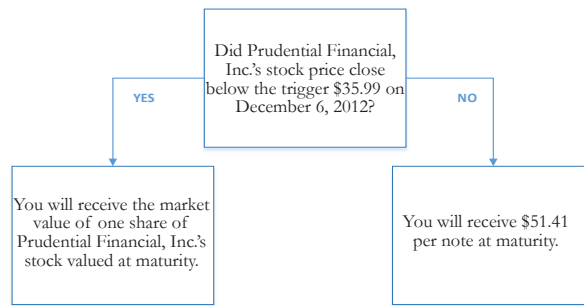 Did Prudential Financial,
Inc.'s stock price close
below the trigger $35.99 on
December 6, 2012?
YES
NO
You will receive the market
value of one share of
Prudential Financial, Inc.'s
stock valued at maturity.
You will receive $51.41
per note at maturity.